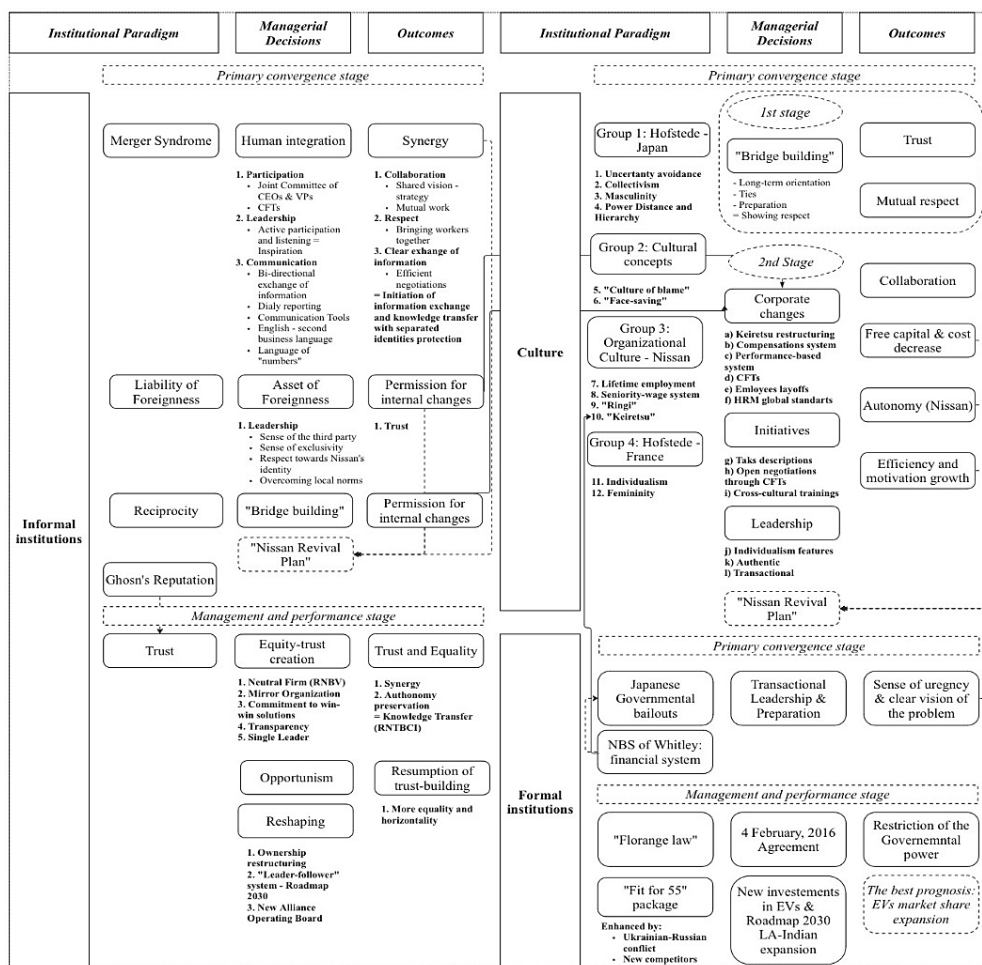 Institutional Paradigm
Managerial
Decisions
Outcomes
Primary convergence stage
Informal
institutions
Merger Syndrome
Human integration
Synergy
1. Participation
• Joint Committee of
CEOs & VPs
• CFTs
2. Leadership
• Active participation
and listening =
Inspiration
3. Communication
• Bi-directional
exchange of
information
• Dialy reporting
• Communication Tools
• English - second
business language
• Language of
"numbers"
1. Collaboration
• Shared vision -
strategy
• Mutual work
2. Respect
• Bringing workers
together
3. Clear exhange of
information
• Efficient
negotiations
= Initiation of
information exchange
and knowledge transfer
with separated
identities protection
Liability of
Foreignness
Asset of
Foreignness
Permission for
internal changes
1. Leadership
• Sense of the third party
• Sense of exclusivity
• Respect towards Nissan's
identity
• Overcoming local norms
1. Trust
Reciprocity
"Bridge building"
Permission for
internal changes
"Nissan Revival
Plan"
Ghosn's Reputation
Management and performance stage
Trust
Equity-trust
creation
Trust and Equality
1. Neutral Firm (RNBV)
2. Mirror Organization
3. Commitment to win-
win solutions
4. Transparency
5. Single Leader
1. Synergy
2. Authonomy
preservation
= Knowledge Transfer
(RNTBCI)
Opportunism
Resumption of
trust-building
Reshaping
1. More equality and
horizontality
1. Ownership
restructuring
2. "Leader-follower"
system - Roadmap
2030
3. New Alliance
Operating Board
Institutional Paradigm
Managerial
Decisions
Outcomes
Primary convergence stage
Culture
Group 1: Hofstede -
Japan
1. Uncertanty avoidance
2. Collectivism
3. Masculinity
4. Power Distance and
Hierarchy
1st stage
"Bridge building"
- Long-term orientation
- Ties
- Preparation
= Showing respect
Trust
Mutual respect
Group 2: Cultural
concepts
5. "Culture of blame"
6. "Face-saving"
2nd Stage
Corporate
changes
a) Keiretsu restructuring
b) Compensations system
c) Performance-based
system
d) CFTs
e) Emloyees layoffs
f) HRM global standarts
Collaboration
Free capital & cost
decrease
Group 3:
Organizational
Culture - Nissan
7. Lifetime employment
8. Seniority-wage system
9. "Ringi"
10. "Keiretsu"
Autonomy (Nissan)
Initiatives
g) Taks descriptions
h) Open negotiations
through CFTs
i) Cross-cultural trainings
Efficiency and
motivation growth
Group 4: Hofstede -
France
11. Individualism
12. Femininity
Leadership
j) Individualism features
k) Authentic
l) Transactional
"Nissan Revival
Plan"
Formal
institutions
Primary convergence stage
Japanese
Governmental
bailouts
Transactional
Leadership &
Preparation
Sense of uregncy
& clear vision of
the problem
NBS of Whitley:
financial system
Management and performance stage
"Florange law"
4 February, 2016
Agreement
Restriction of the
Governemntal
power
"Fit for 55"
package
New investements
in EVs &
Roadmap 2030
LA-Indian
expansion
The best prognosis:
EVs market share
expansion
Enhanced by:
• Ukrainian-Russian
conflict
• New competitors